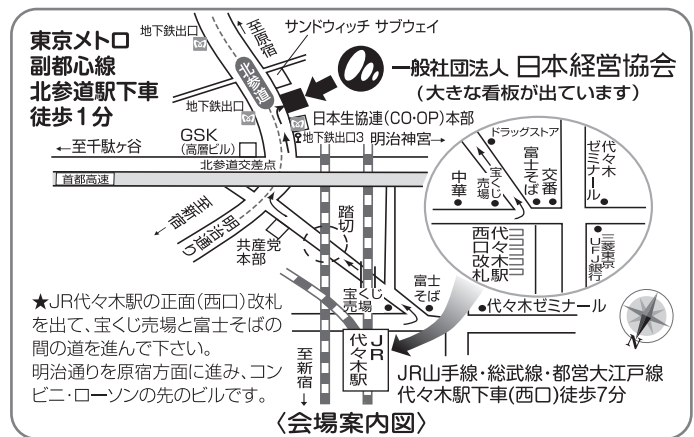 東京メトロ
副都心線
北参道駅下車
徒歩1分
地下鉄出口
至原宿
サンドウィッチ サブウェイ
北参道
一般社団法人 日本経営協会
(大きな看板が出ています)
地下鉄出口
日本生協連(CO・OP)本部
地下鉄出口3 明治神宮→
GSK
(高層ビル)
←至千駄ヶ谷
北参道交差点
首都高速
至新宿
明治通り
共産党
本部
踏切
ドラッグストア
中華
宝くじ
売場
富士そば
交番
代々木
ゼミナール
代々木駅
西口改札
三菱東京
UFJ銀行
★JR代々木駅の正面(西口)改札
を出て、宝くじ売場と富士そばの
間の道を進んで下さい。
明治通りを原宿方面に進み、コン
ビニ・ローソンの先のビルです。
宝くじ
売場
富士
そば
代々木ゼミナール
至新宿→
JR
代々木駅
N
JR山手線・総武線・都営大江戸線
代々木駅下車(西口)徒歩7分
〈会場案内図〉